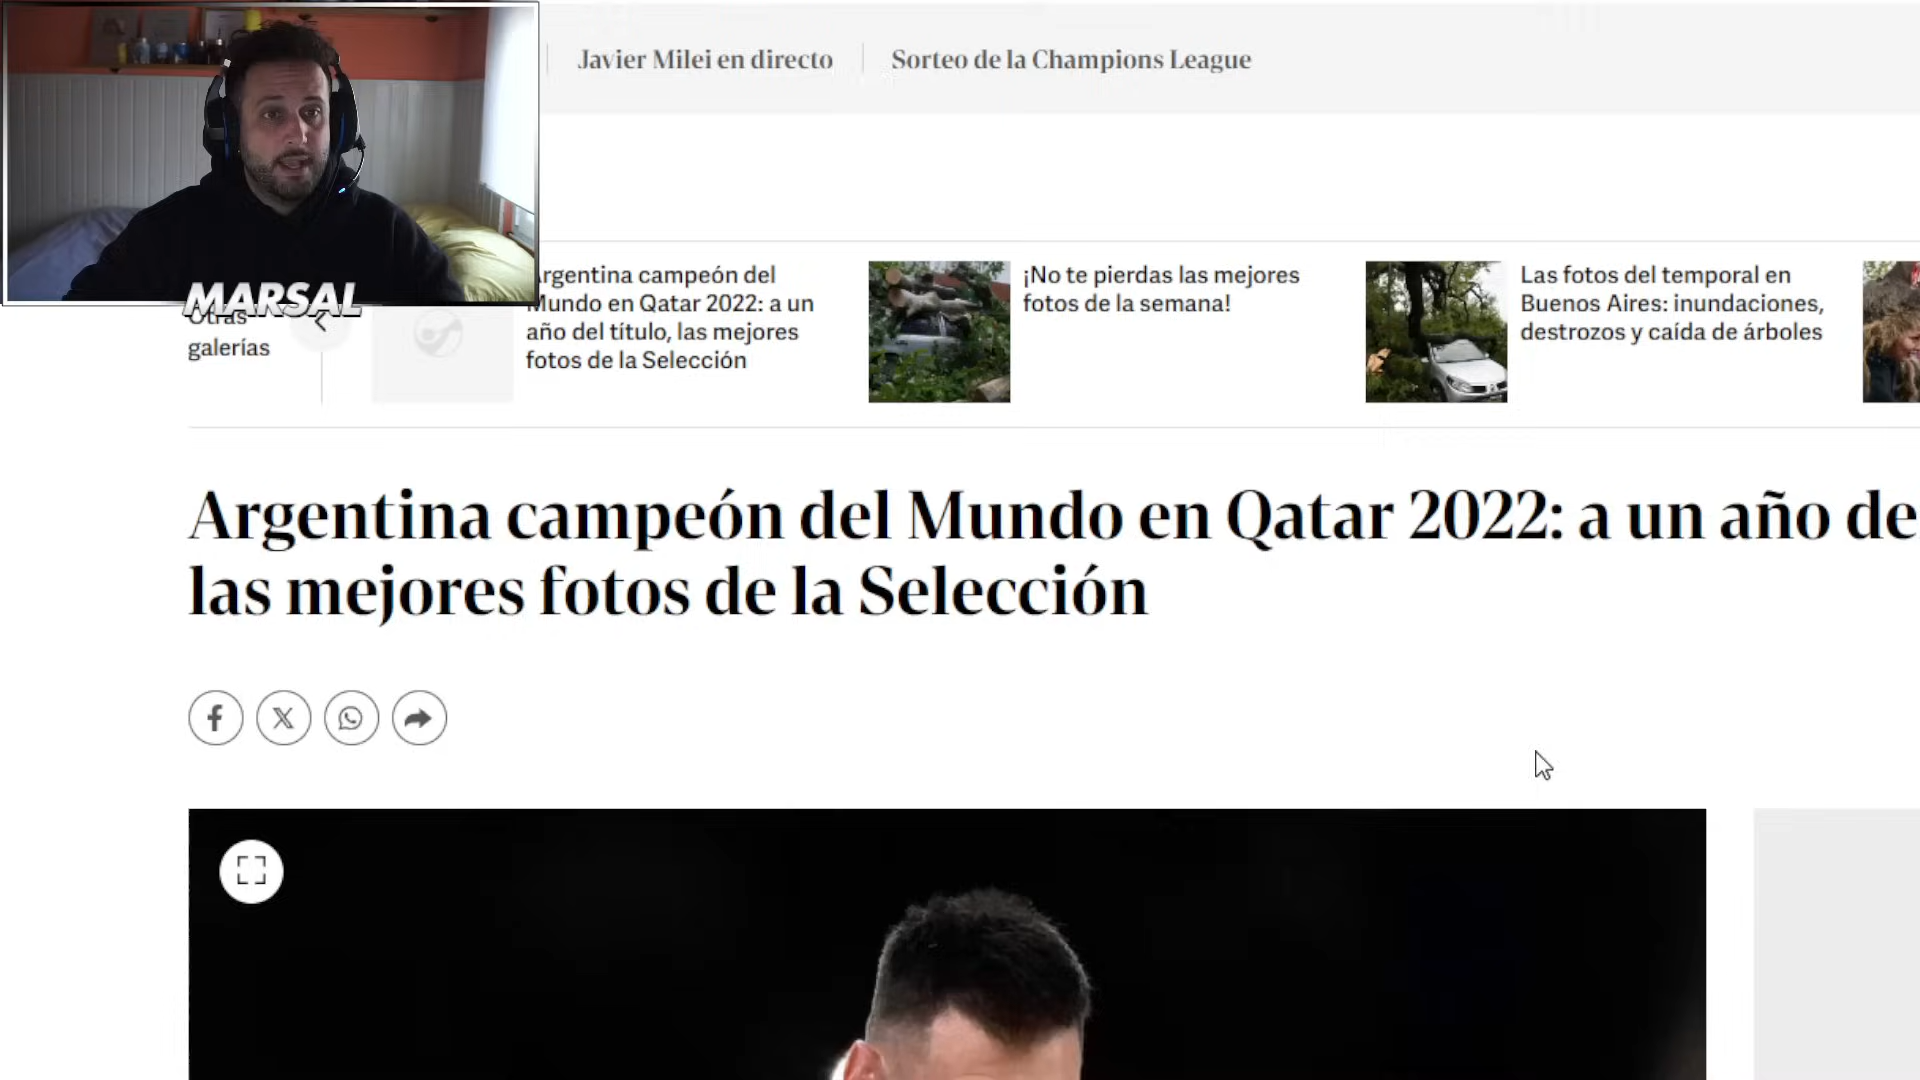 Javier Milei en directo
Sorteo de la Champions League
MARSAL
Otras
galerías
Argentina campeón del
Mundo en Qatar 2022: a un
año del título, las mejores
fotos de la Selección
¡No te pierdas las mejores
fotos de la semana!
Las fotos del temporal en
Buenos Aires: inundaciones,
destrozos y caída de árboles
Argentina campeón del Mundo en Qatar 2022: a un año de
las mejores fotos de la Selección